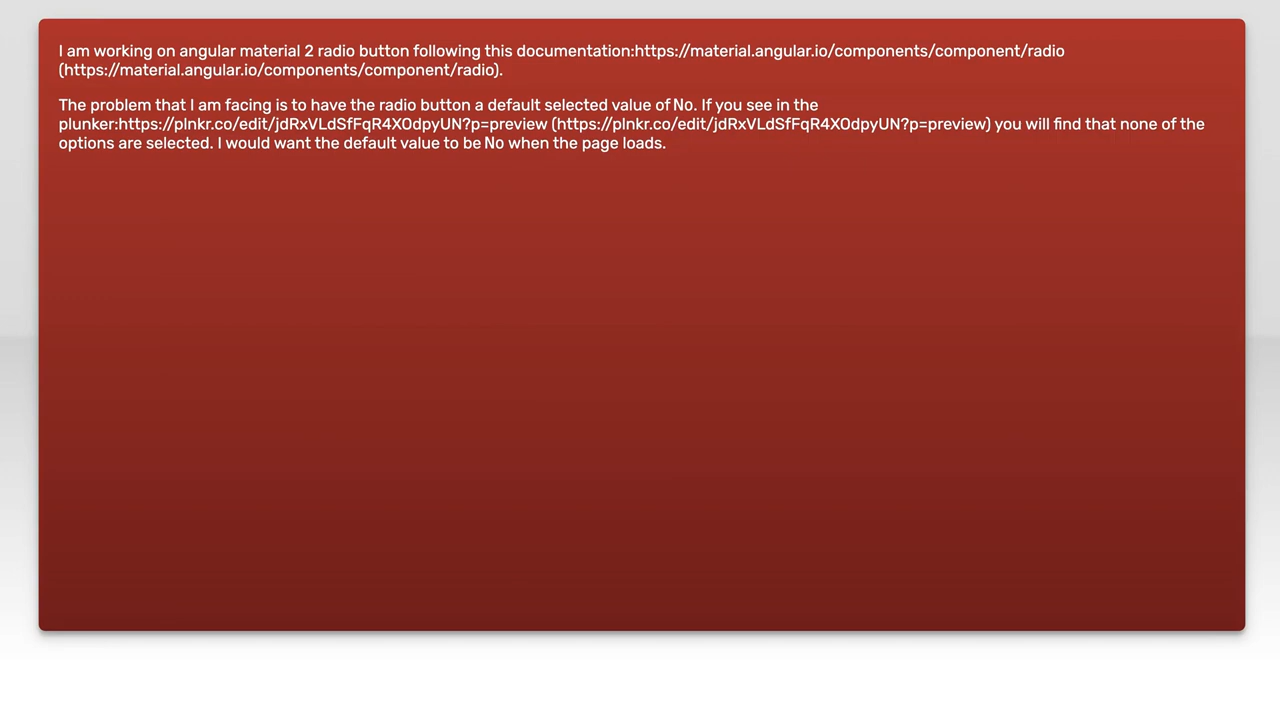 I am working on angular material 2 radio button following this documentation:https://material.angular.io/components/component/radio
(https://material.angular.io/components/component/radio).
The problem that I am facing is to have the radio button a default selected value of No. If you see in the
plunker:https://plnkr.co/edit/jdRxVLdSfFqR4XOdpyUN?p=preview (https://plnkr.co/edit/jdRxVLdSfFqR4XOdpyUN?p=preview) you will find that none of the
options are selected. I would want the default value to be No when the page loads.